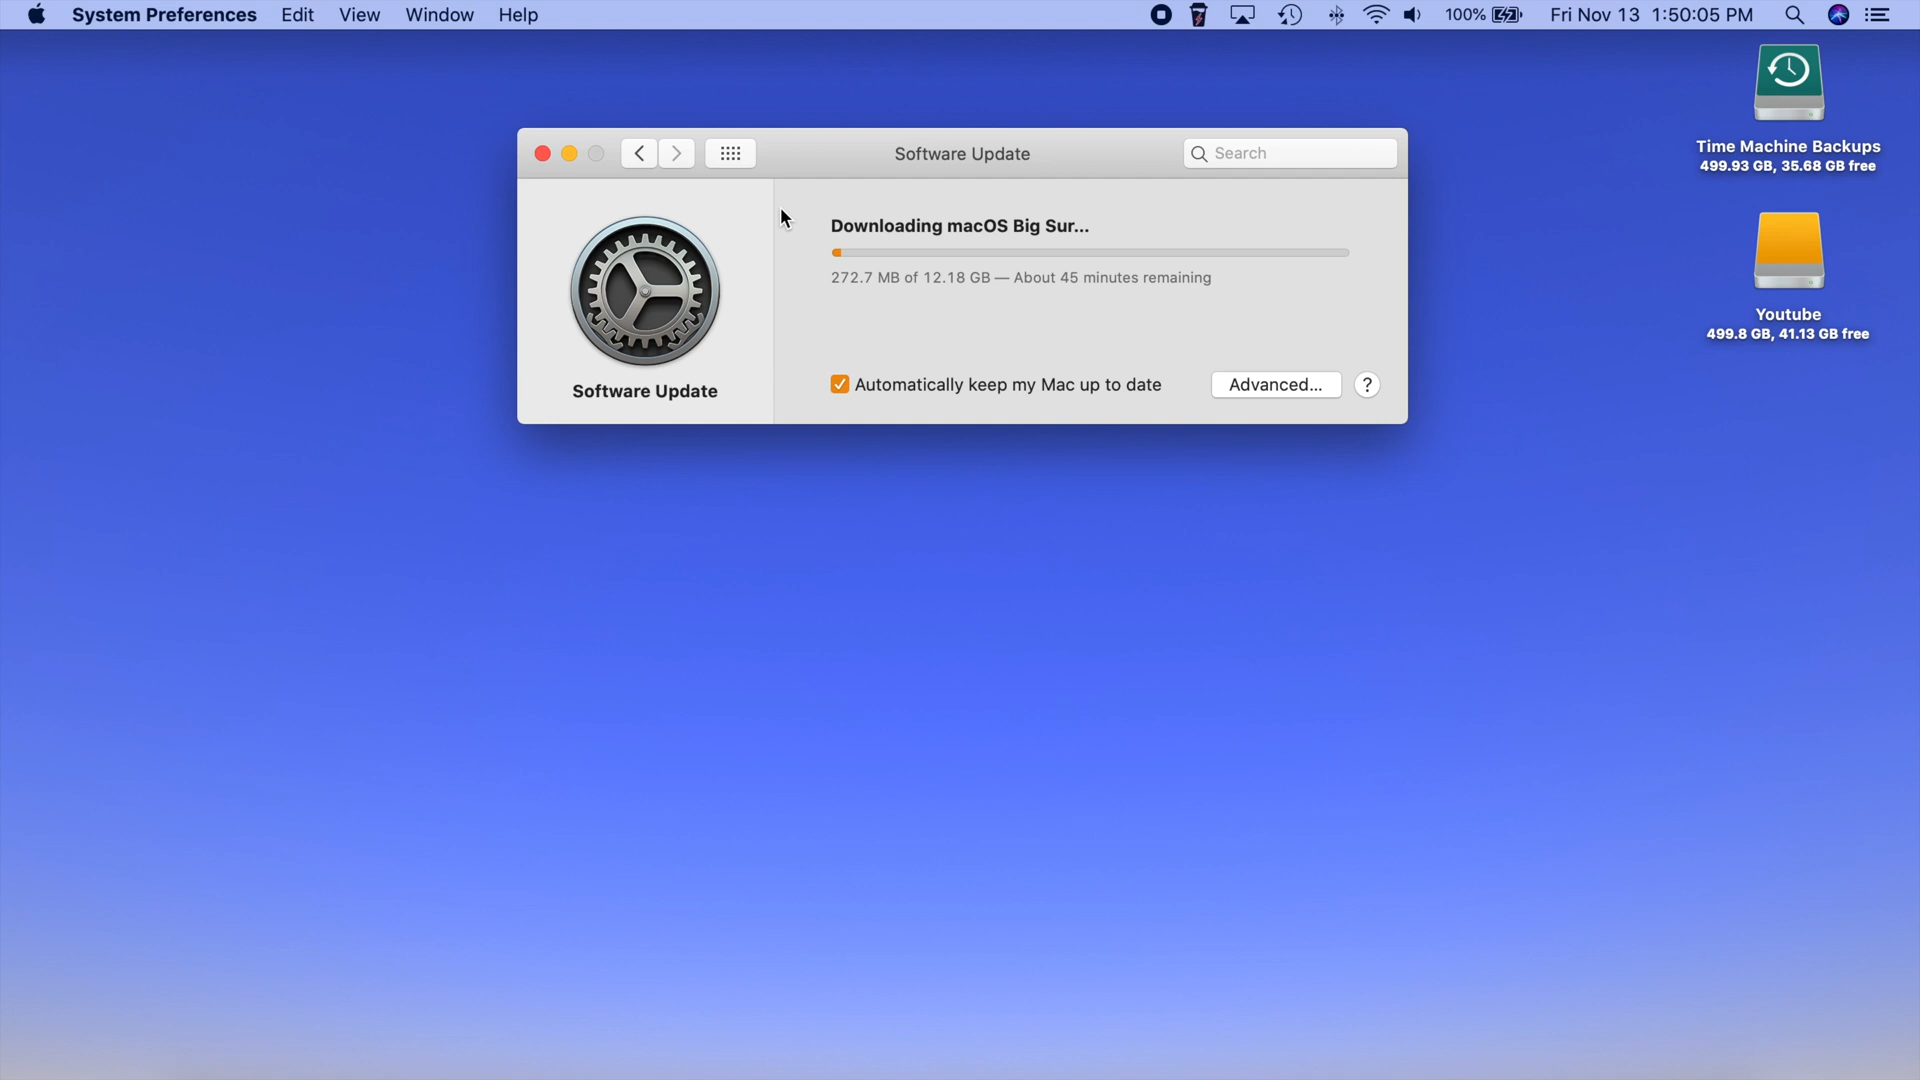 System Preferences Edit View Window Help 100% Fri Nov 13 1:50:05 PM
Time Machine Backups
499.93 GB, 35.68 GB free
Youtube
499.8 GB, 41.13 GB free
Software Update
Search
Software Update
Downloading macOS Big Sur...
272.7 MB of 12.18 GB — About 45 minutes remaining
Automatically keep my Mac up to date
Advanced...
?